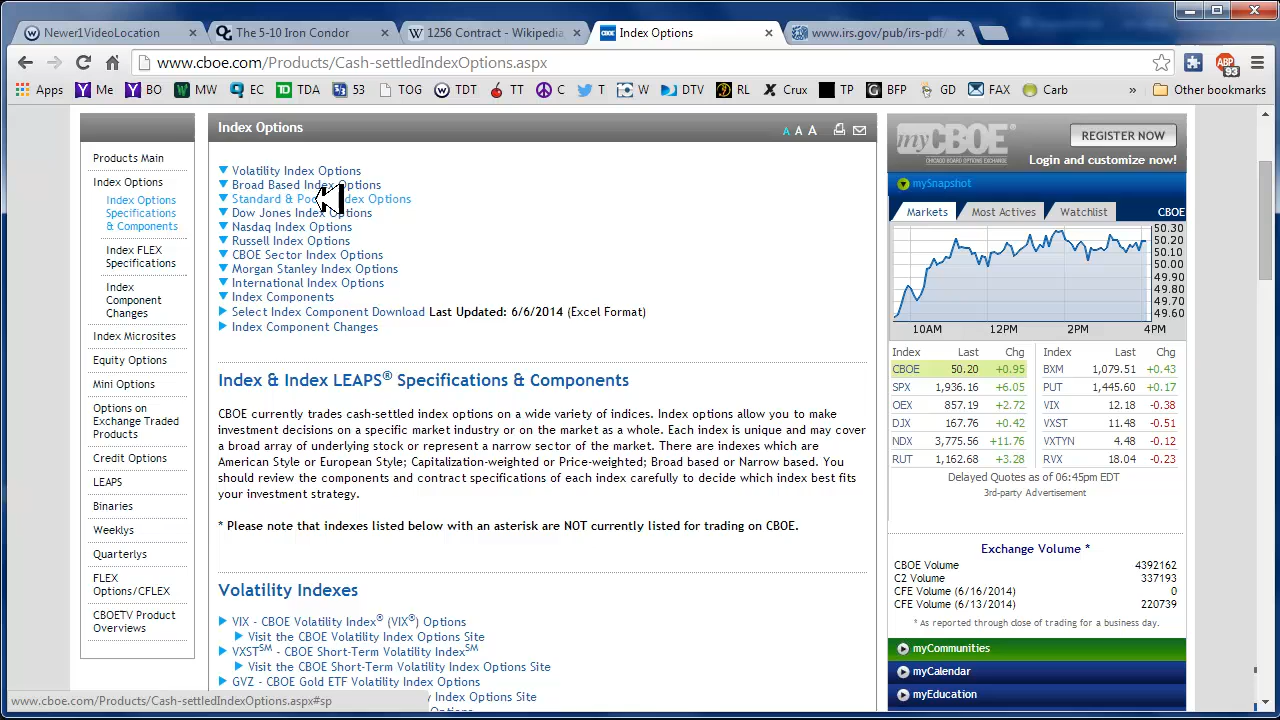 Newer1VideoLocation
The 5-10 Iron Condor
1256 Contract - Wikipedia
Index Options
www.irs.gov/pub/irs-pdf/
www.cboe.com/Products/Cash-settledIndexOptions.aspx
Apps
Me
BO
MW
EC
TDA
53
TOG
TDT
TT
C
T
W
DTV
RL
Crux
TP
GFP
GD
FAX
Carb
»
Other bookmarks
ABP
93
Products Main
Index Options
Index Options
Specifications
& Components
Index FLEX
Specifications
Index
Component
Changes
Index Microsites
Equity Options
Mini Options
Options on
Exchange Traded
Products
Credit Options
LEAPS
Binaries
Weeklys
Quarterlys
FLEX
Options/CFLEX
CBOETV Product
Overviews
Index Options
A A A
Volatility Index Options
Broad Based Index Options
Standard & Poor Index Options
Dow Jones Index Options
Nasdaq Index Options
Russell Index Options
CBOE Sector Index Options
Morgan Stanley Index Options
International Index Options
Index Components
Select Index Component Download Last Updated: 6/6/2014 (Excel Format)
Index Component Changes
Index & Index LEAPS® Specifications & Components
CBOE currently trades cash-settled index options on a wide variety of indices. Index options allow you to make
investment decisions on a specific market industry or on the market as a whole. Each index is unique and may cover
a broad array of underlying stock or represent a narrow sector of the market. There are indexes which are
American Style or European Style; Capitalization-weighted or Price-weighted; Broad based or Narrow based. You
should review the components and contract specifications of each index carefully to decide which index best fits
your investment strategy.
* Please note that indexes listed below with an asterisk are NOT currently listed for trading on CBOE.
Volatility Indexes
VIX - CBOE Volatility Index® (VIX®) Options
Visit the CBOE Volatility Index Options Site
VXST℠ - CBOE Short-Term Volatility Index℠
Visit the CBOE Short-Term Volatility Index Options Site
GVZ - CBOE Gold ETF Volatility Index Options
Index Options Site
myCBOE®
CHICAGO BOARD OPTIONS EXCHANGE
REGISTER NOW
Login and customize now!
mySnapshot
Markets
Most Active
Watchlist
CBOE
50.30
50.20
50.10
50.00
49.90
49.80
49.70
49.60
10AM 12PM 2PM 4PM
Index Last Chg Index Last Chg
CBOE 50.20 +0.95 BXM 1,079.51 +0.43
SPX 1,936.16 +6.05 PUT 1,445.60 +0.17
OEX 857.19 +2.72 VIX 12.18 -0.38
DJX 167.76 +0.42 VXST 11.48 -0.51
NDX 3,775.56 +11.76 VXTYN 4.48 -0.12
RUT 1,162.68 +3.28 RVX 18.04 -0.23
Delayed Quotes as of 06:45pm EDT
3rd-party Advertisement
Exchange Volume *
CBOE Volume 4392162
C2 Volume 337193
CFE Volume (6/16/2014) 0
CFE Volume (6/13/2014) 220739
* As reported through close of trading for a business day.
myCommunities
myCalendar
myEducation
www.cboe.com/Products/Cash-settledIndexOptions.aspx#sp